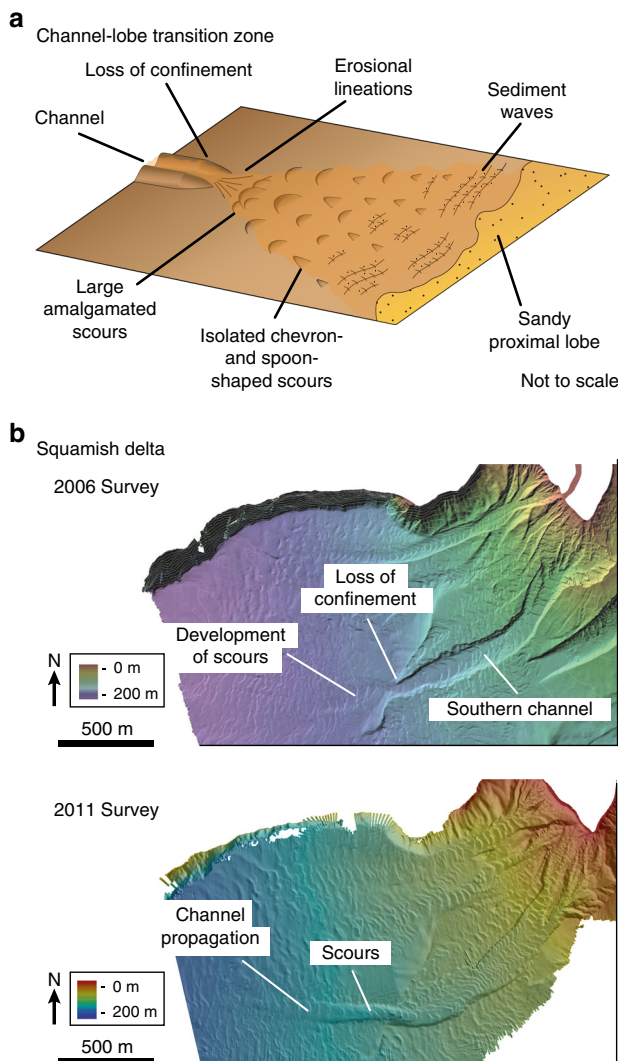 a
Channel-lobe transition zone
Loss of confinement
Erosional
lineations
Sediment
waves
Channel
Large
amalgamated
scours
Isolated chevron-
and spoon-
shaped scours
Sandy
proximal lobe
Not to scale
b
Squamish delta
2006 Survey
Loss of
confinement
Development
of scours
Southern channel
N
- 0 m
- 200 m
500 m
2011 Survey
Channel
propagation
Scours
N
- 0 m
- 200 m
500 m